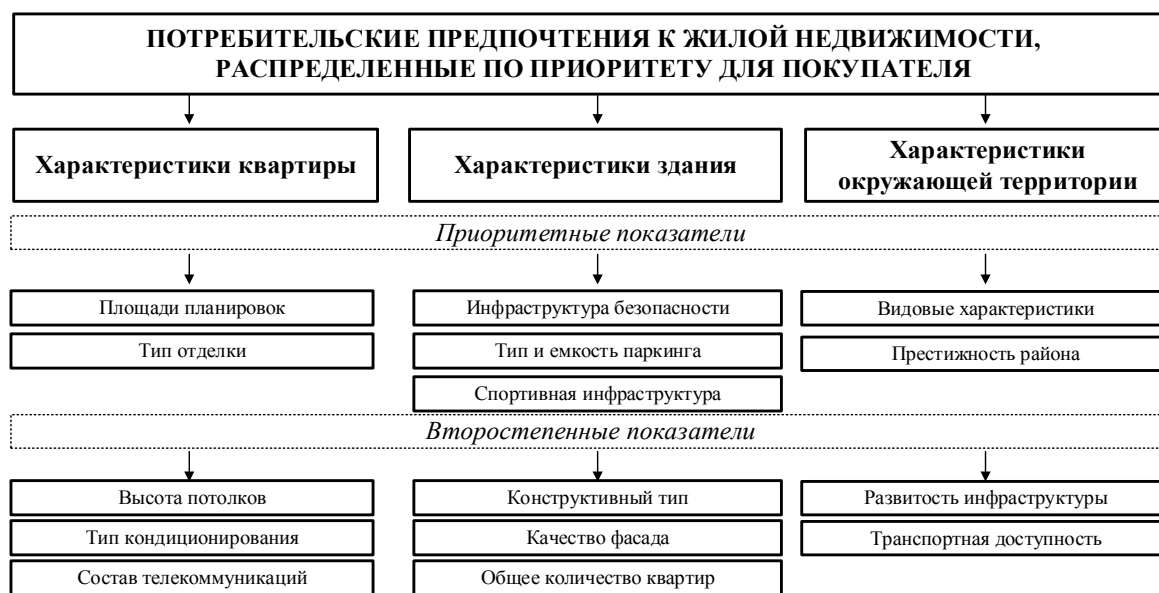 ПОТРЕБИТЕЛЬСКИЕ ПРЕДПОЧТЕНИЯ К ЖИЛОЙ НЕДВИЖИМОСТИ,
РАСПРЕДЕЛЕННЫЕ ПО ПРИОРИТЕТУ ДЛЯ ПОКУПАТЕЛЯ
Характеристики квартиры
Характеристики здания
Характеристики
окружающей территории
Приоритетные показатели
Площади планировок
Инфраструктура безопасности
Видовые характеристики
Тип отделки
Тип и емкость паркинга
Престижность района
Спортивная инфраструктура
Второстепенные показатели
Высота потолков
Конструктивный тип
Развитость инфраструктуры
Тип кондиционирования
Качество фасада
Транспортная доступность
Состав телекоммуникаций
Общее количество квартир